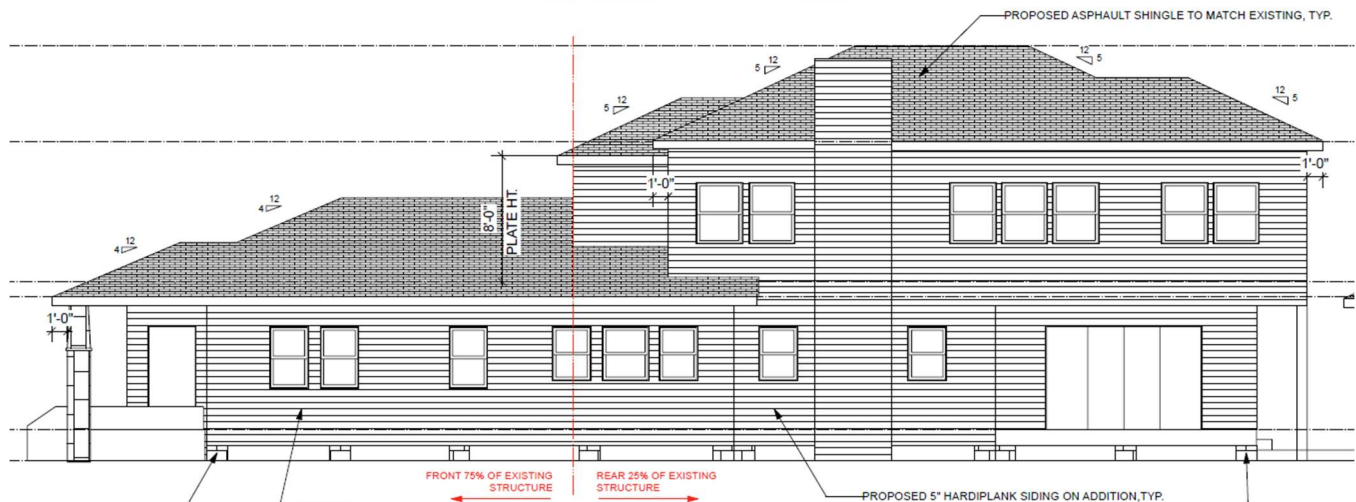 PROPOSED ASPHAULT SHINGLE TO MATCH EXISTING, TYP.
12
5
12
5
12
5
12
5
1'-0"
1'-0"
8'-0"
PLATE HT.
12
4
12
4
1'-0"
FRONT 75% OF EXISTING
STRUCTURE
REAR 25% OF EXISTING
STRUCTURE
PROPOSED 5" HARDIPLANK SIDING ON ADDITION,TYP.